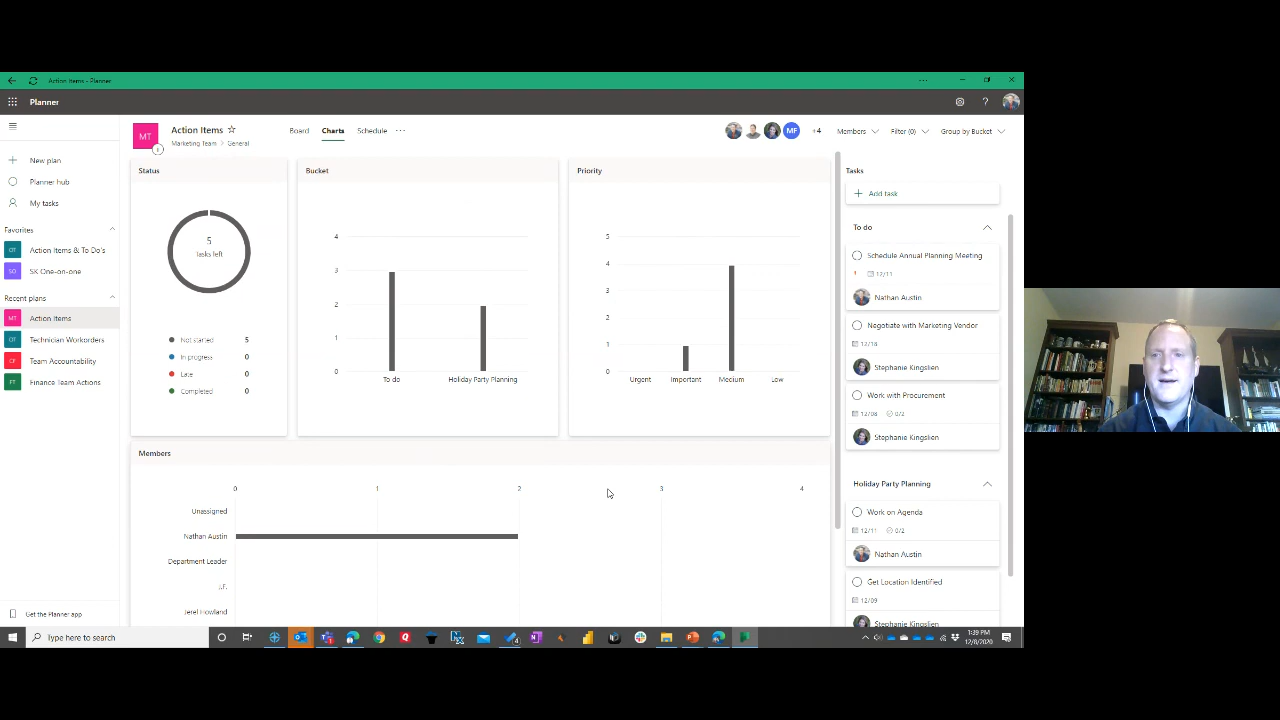 Action Items - Planner
Planner
MT
Action Items
Marketing Team > General
Board
Charts
Schedule
MF
+4
Members
Filter (0)
Group by Bucket
New plan
Planner hub
My tasks
Favorites
OT Action Items & To Do's
SO SK One-on-one
Recent plans
MT Action Items
OT Technician Workorders
CF Team Accountability
FT Finance Team Actions
Get the Planner app
Status
5
tasks left
Not started 5
In progress 0
Late 0
Completed 0
Bucket
4
3
2
1
0
To do
Holiday Party Planning
Priority
5
4
3
2
1
0
Urgent
Important
Medium
Low
Members
0 1 2 3 4
Unassigned
Nathan Austin
Department Leader
J.F.
Jerel Howland
Tasks
Add task
To do
Schedule Annual Planning Meeting
12/11
Nathan Austin
Negotiate with Marketing Vendor
12/18
Stephanie Kingslien
Work with Procurement
12/08 0/2
Stephanie Kingslien
Holiday Party Planning
Work on Agenda
12/11 0/2
Nathan Austin
Get Location Identified
12/09
Stephanie Kingslien
Type here to search
1:39 PM
12/8/2020